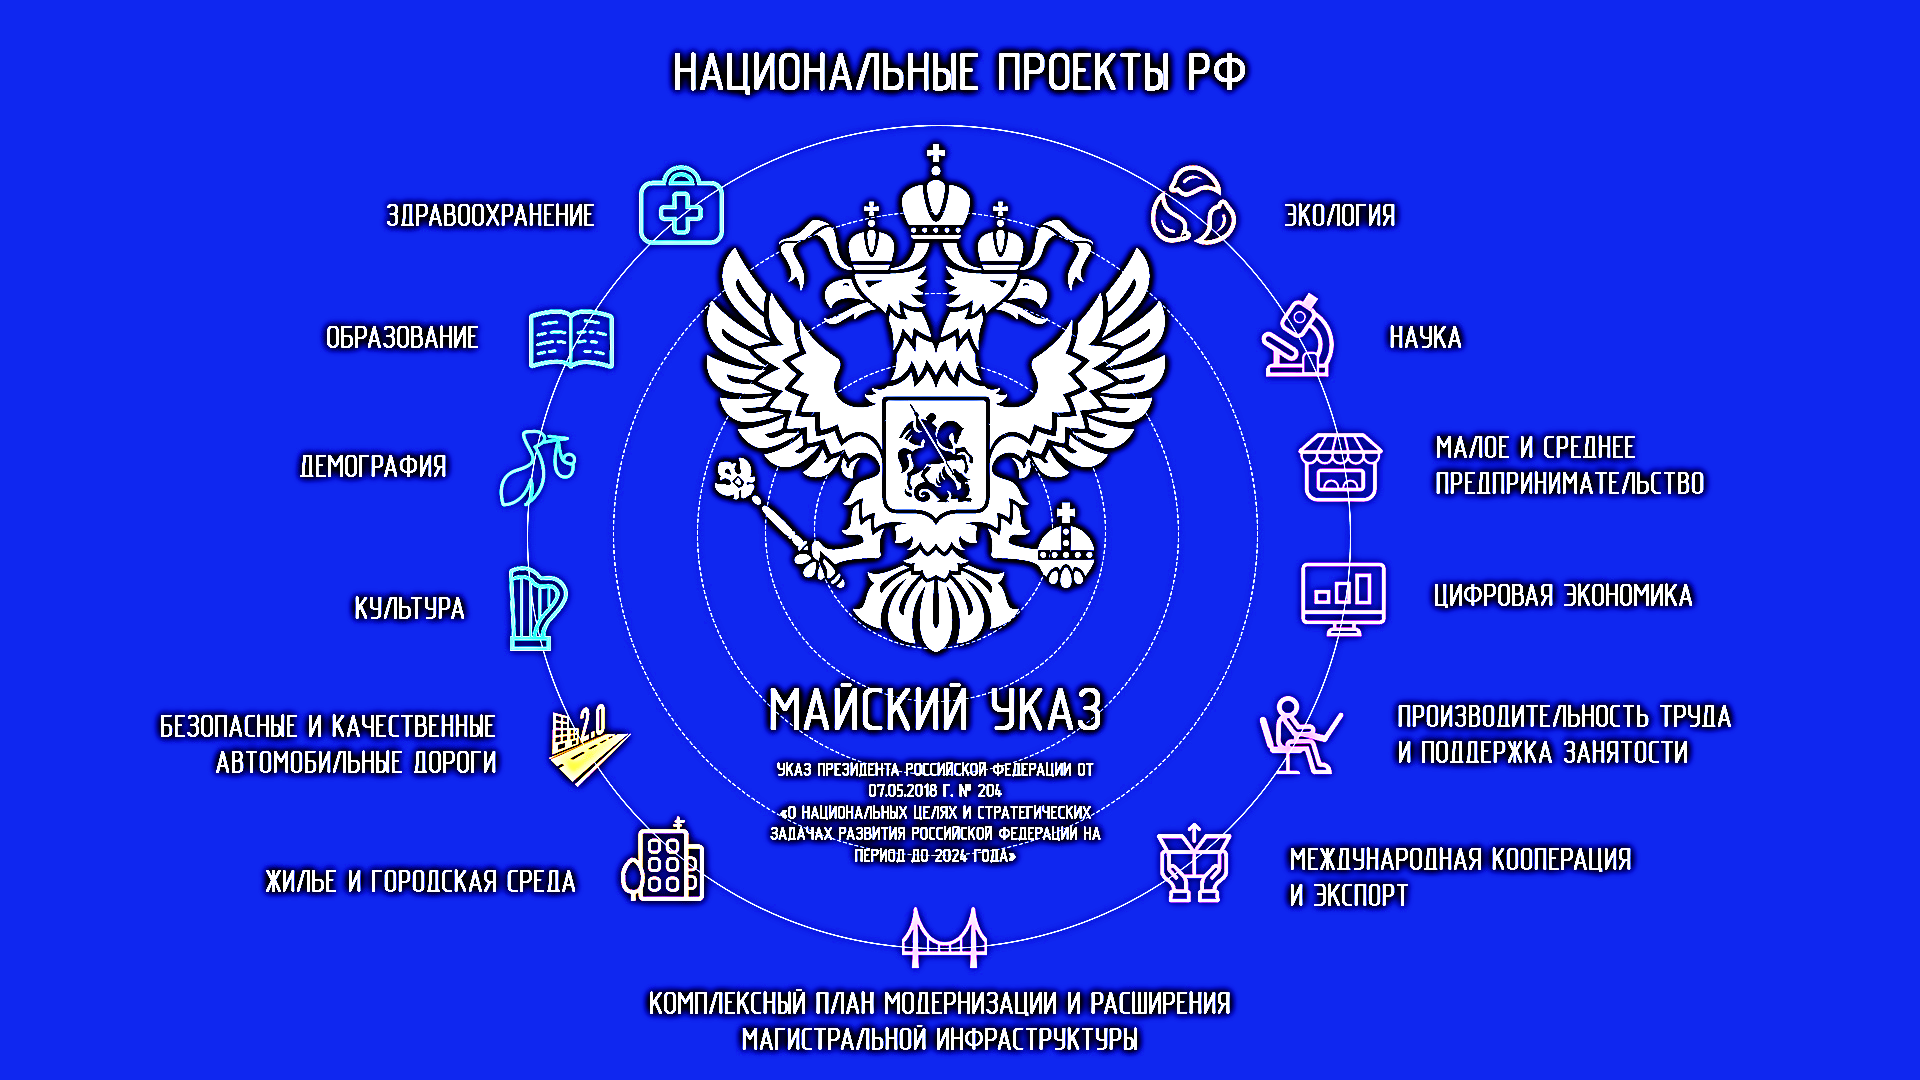 НАЦИОНАЛЬНЫЕ ПРОЕКТЫ РФ
ЗДРАВООХРАНЕНИЕ
ОБРАЗОВАНИЕ
ДЕМОГРАФИЯ
КУЛЬТУРА
БЕЗОПАСНЫЕ И КАЧЕСТВЕННЫЕ
АВТОМОБИЛЬНЫЕ ДОРОГИ
2.0
ЖИЛЬЕ И ГОРОДСКАЯ СРЕДА
ЭКОЛОГИЯ
НАУКА
МАЛОЕ И СРЕДНЕЕ
ПРЕДПРИНИМАТЕЛЬСТВО
ЦИФРОВАЯ ЭКОНОМИКА
ПРОИЗВОДИТЕЛЬНОСТЬ ТРУДА
И ПОДДЕРЖКА ЗАНЯТОСТИ
МЕЖДУНАРОДНАЯ КООПЕРАЦИЯ
И ЭКСПОРТ
МАЙСКИЙ УКАЗ
УКАЗ ПРЕЗИДЕНТА РОССИЙСКОЙ ФЕДЕРАЦИИ ОТ
07.05.2018 Г. № 204
«О НАЦИОНАЛЬНЫХ ЦЕЛЯХ И СТРАТЕГИЧЕСКИХ
ЗАДАЧАХ РАЗВИТИЯ РОССИЙСКОЙ ФЕДЕРАЦИИ НА
ПЕРИОД ДО 2024 ГОДА»
КОМПЛЕКСНЫЙ ПЛАН МОДЕРНИЗАЦИИ И РАСШИРЕНИЯ
МАГИСТРАЛЬНОЙ ИНФРАСТРУКТУРЫ